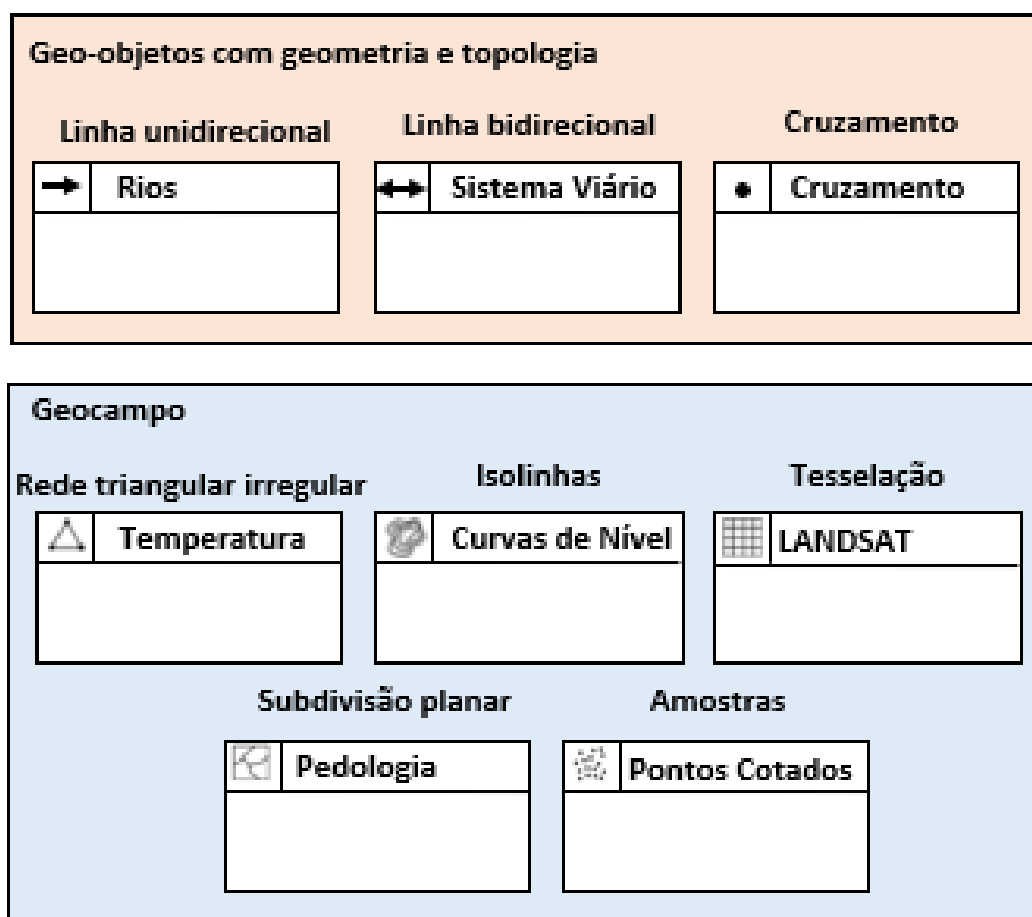 Geo-objetos com geometria e topologia
Linha unidirecional
Linha bidirecional
Cruzamento
Rios
Sistema Viário
Cruzamento
Geocampo
Rede triangular irregular
Isolinhas
Tesselação
Temperatura
Curvas de Nível
LANDSAT
Subdivisão planar
Amostras
Pedologia
Pontos Cotados